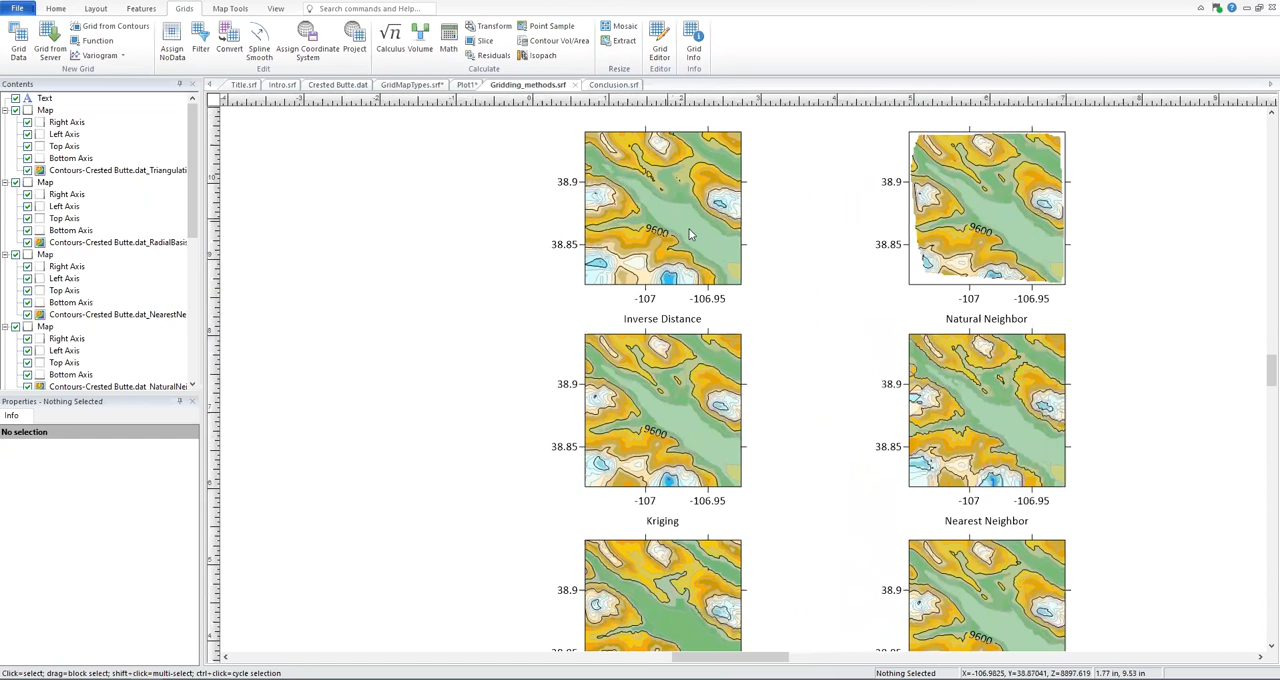 File Home Layout Features Grids Map Tools View Search commands and Help...
Grid Data
Grid from Server
Grid from Contours
Function
Variogram
New Grid
Assign NoData
Filter
Convert
Spline Smooth
Assign Coordinate System
Project
Edit
Calculus
Volume
Math
Transform
Slice
Residuals
Point Sample
Contour Vol/Area
Isopach
Calculate
Mosaic
Extract
Resize
Grid Editor
Editor
Grid Info
Info
Contents
Title.srf Intro.srf Crested Butte.dat GridMapTypes.srf* Plot1* Gridding_methods.srf Conclusion.srf
Text
Map
Right Axis
Left Axis
Top Axis
Bottom Axis
Contours-Crested Butte.dat_Triangulati
Map
Right Axis
Left Axis
Top Axis
Bottom Axis
Contours-Crested Butte.dat_RadialBasis
Map
Right Axis
Left Axis
Top Axis
Bottom Axis
Contours-Crested Butte.dat_NearestNe
Map
Right Axis
Left Axis
Top Axis
Bottom Axis
Contours-Crested Butte.dat_NaturalNei
Properties - Nothing Selected
Info
No selection
38.9
38.85
9600
-107 -106.95
Inverse Distance
38.9
38.85
9600
-107 -106.95
Natural Neighbor
38.9
38.85
9600
-107 -106.95
Kriging
38.9
38.85
-107 -106.95
Nearest Neighbor
38.9
38.9
9600
Click=select; drag=block select; shift+click=multi-select; ctrl+click=cycle selection
Nothing Selected
X=-106.9825, Y=38.87041, Z=8897.619
1.77 in, 9.53 in